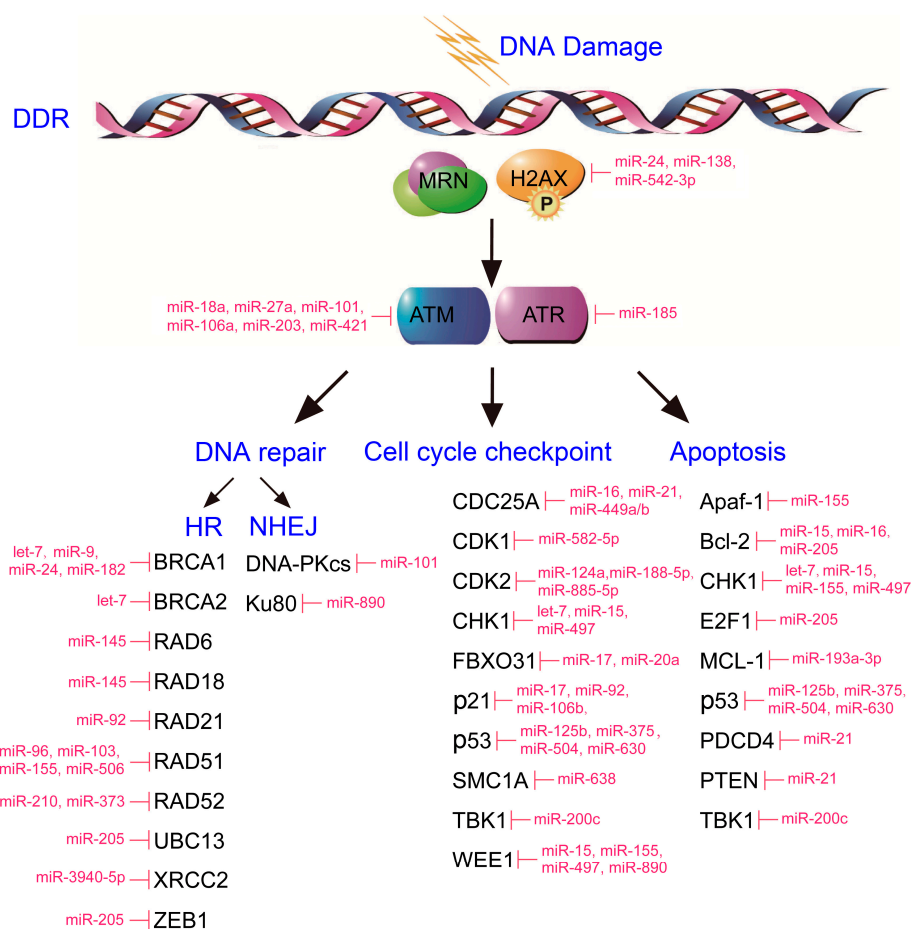 DNA Damage
DDR
MRN
H2AX
P
miR-24, miR-138,
miR-542-3p
miR-18a, miR-27a, miR-101,
miR-106a, miR-203, miR-421
ATM
ATR
miR-185
DNA repair
Cell cycle checkpoint
Apoptosis
HR
NHEJ
let-7, miR-9,
miR-24, miR-182
BRCA1
let-7
BRCA2
miR-145
RAD6
miR-145
RAD18
miR-92
RAD21
miR-96, miR-103,
miR-155, miR-506
RAD51
miR-210, miR-373
RAD52
miR-205
UBC13
miR-3940-5p
XRCC2
miR-205
ZEB1
DNA-PKcs
miR-101
Ku80
miR-890
CDC25A
miR-16, miR-21,
miR-449a/b
CDK1
miR-582-5p
CDK2
miR-124a,miR-188-5p,
miR-885-5p
CHK1
let-7, miR-15,
miR-497
FBXO31
miR-17, miR-20a
p21
miR-17, miR-92,
miR-106b,
p53
miR-125b, miR-375,
miR-504, miR-630
SMC1A
miR-638
TBK1
miR-200c
WEE1
miR-15, miR-155,
miR-497, miR-890
Apaf-1
miR-155
Bcl-2
miR-15, miR-16,
miR-205
CHK1
let-7, miR-15,
miR-155, miR-497
E2F1
miR-205
MCL-1
miR-193a-3p
p53
miR-125b, miR-375,
miR-504, miR-630
PDCD4
miR-21
PTEN
miR-21
TBK1
miR-200c